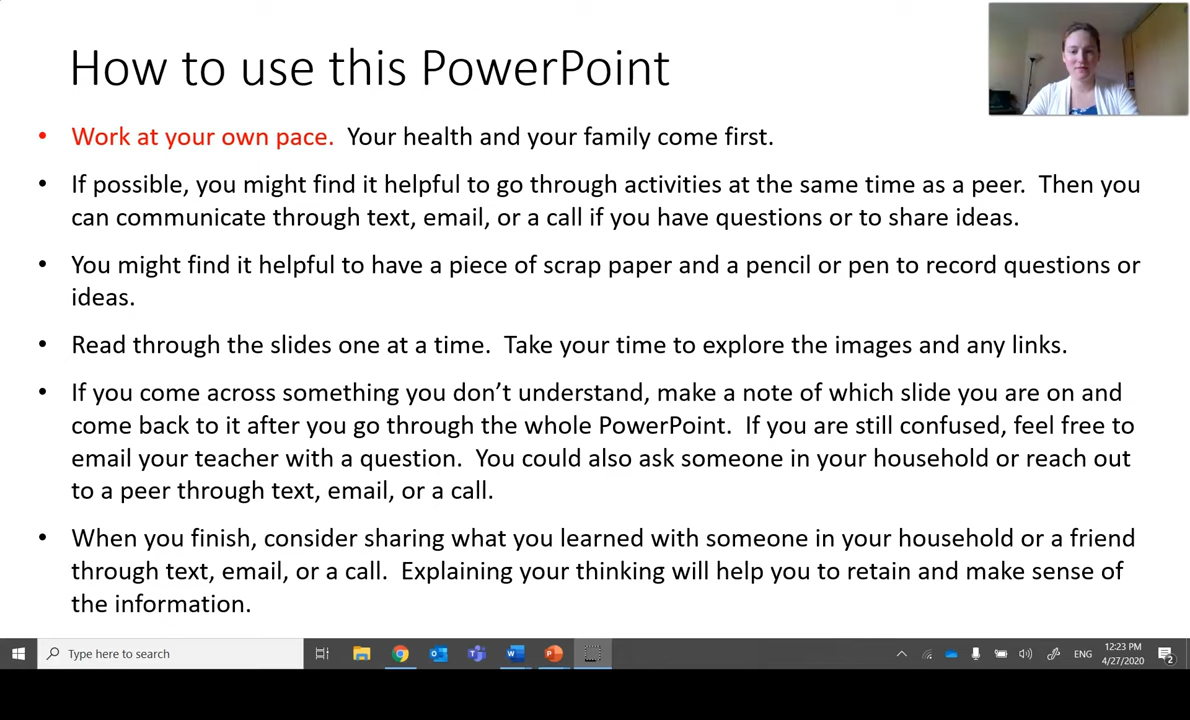 How to use this PowerPoint
• Work at your own pace.  Your health and your family come first.
• If possible, you might find it helpful to go through activities at the same time as a peer.  Then you
can communicate through text, email, or a call if you have questions or to share ideas.
• You might find it helpful to have a piece of scrap paper and a pencil or pen to record questions or
ideas.
• Read through the slides one at a time.  Take your time to explore the images and any links.
• If you come across something you don’t understand, make a note of which slide you are on and
come back to it after you go through the whole PowerPoint.  If you are still confused, feel free to
email your teacher with a question.  You could also ask someone in your household or reach out
to a peer through text, email, or a call.
• When you finish, consider sharing what you learned with someone in your household or a friend
through text, email, or a call.  Explaining your thinking will help you to retain and make sense of
the information.
Type here to search
ENG
12:23 PM
4/27/2020
2